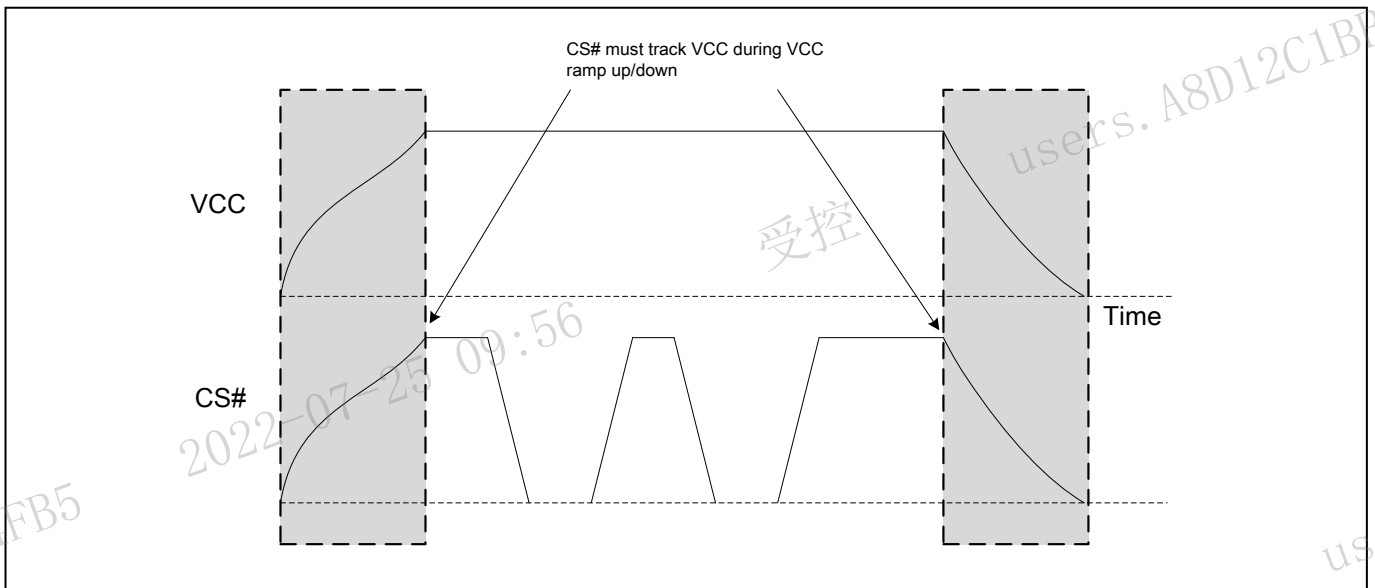 CS# must track VCC during VCC
ramp up/down
users.A8D12C1BF
VCC
受控
Time
2022-07-25 09:56
CS#
FB5
us